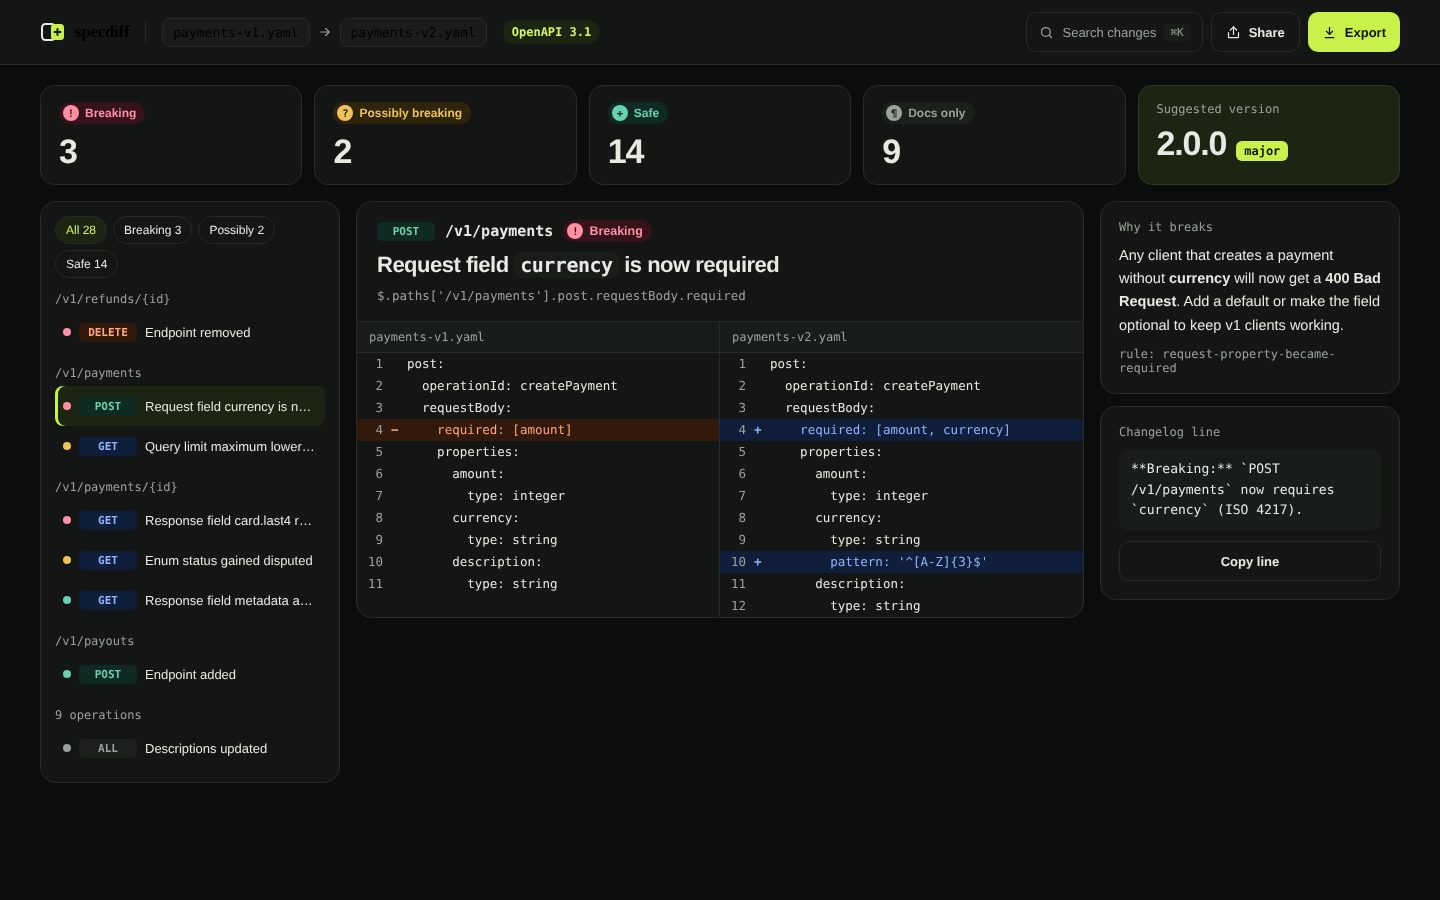 specdiff
payments-v1.yaml → payments-v2.yaml
OpenAPI 3.1
Search changes ⌘K
Share
Export
! Breaking
3
? Possibly breaking
2
+ Safe
14
¶ Docs only
9
Suggested version
2.0.0 major
All 28
Breaking 3
Possibly 2
Safe 14
/v1/refunds/{id}
DELETE Endpoint removed
/v1/payments
POST Request field currency is n…
GET Query limit maximum lower…
/v1/payments/{id}
GET Response field card.last4 r…
GET Enum status gained disputed
GET Response field metadata a…
/v1/payouts
POST Endpoint added
9 operations
ALL Descriptions updated
POST /v1/payments ! Breaking
Request field currency is now required
$.paths['/v1/payments'].post.requestBody.required
payments-v1.yaml
1 post:
2 operationId: createPayment
3 requestBody:
4 − required: [amount]
5 properties:
6 amount:
7 type: integer
8 currency:
9 type: string
10 description:
11 type: string
payments-v2.yaml
1 post:
2 operationId: createPayment
3 requestBody:
4 + required: [amount, currency]
5 properties:
6 amount:
7 type: integer
8 currency:
9 type: string
10 + pattern: '^[A-Z]{3}$'
11 description:
12 type: string
Why it breaks
Any client that creates a payment
without currency will now get a 400 Bad
Request. Add a default or make the field
optional to keep v1 clients working.
rule: request-property-became-
required
Changelog line
**Breaking:** `POST
/v1/payments` now requires
`currency` (ISO 4217).
Copy line